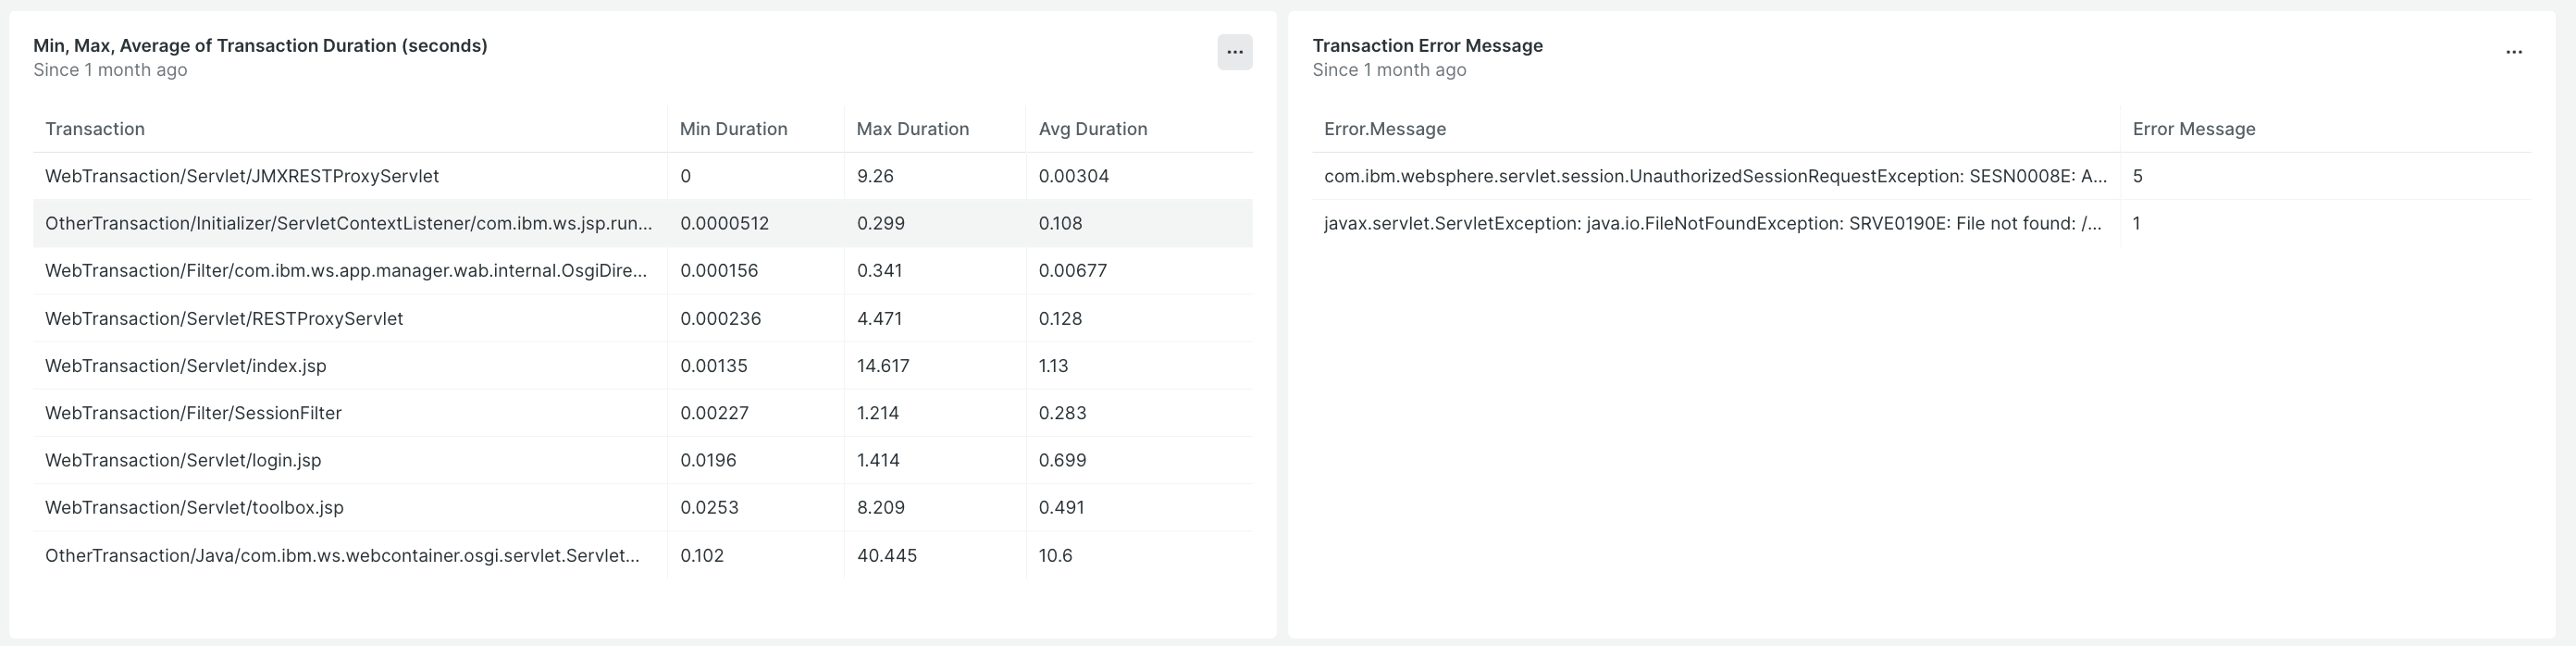 Min, Max, Average of Transaction Duration (seconds)
Since 1 month ago
Transaction Min Duration Max Duration Avg Duration
WebTransaction/Servlet/JMXRESTProxyServlet 0 9.26 0.00304
OtherTransaction/Initializer/ServletContextListener/com.ibm.ws.jsp.run... 0.0000512 0.299 0.108
WebTransaction/Filter/com.ibm.ws.app.manager.wab.internal.OsgiDire... 0.000156 0.341 0.00677
WebTransaction/Servlet/RESTProxyServlet 0.000236 4.471 0.128
WebTransaction/Servlet/index.jsp 0.00135 14.617 1.13
WebTransaction/Filter/SessionFilter 0.00227 1.214 0.283
WebTransaction/Servlet/login.jsp 0.0196 1.414 0.699
WebTransaction/Servlet/toolbox.jsp 0.0253 8.209 0.491
OtherTransaction/Java/com.ibm.ws.webcontainer.osgi.servlet.Servlet... 0.102 40.445 10.6
Transaction Error Message
Since 1 month ago
Error.Message Error Message
com.ibm.websphere.servlet.session.UnauthorizedSessionRequestException: SESN0008E: A... 5
javax.servlet.ServletException: java.io.FileNotFoundException: SRVE0190E: File not found: /... 1